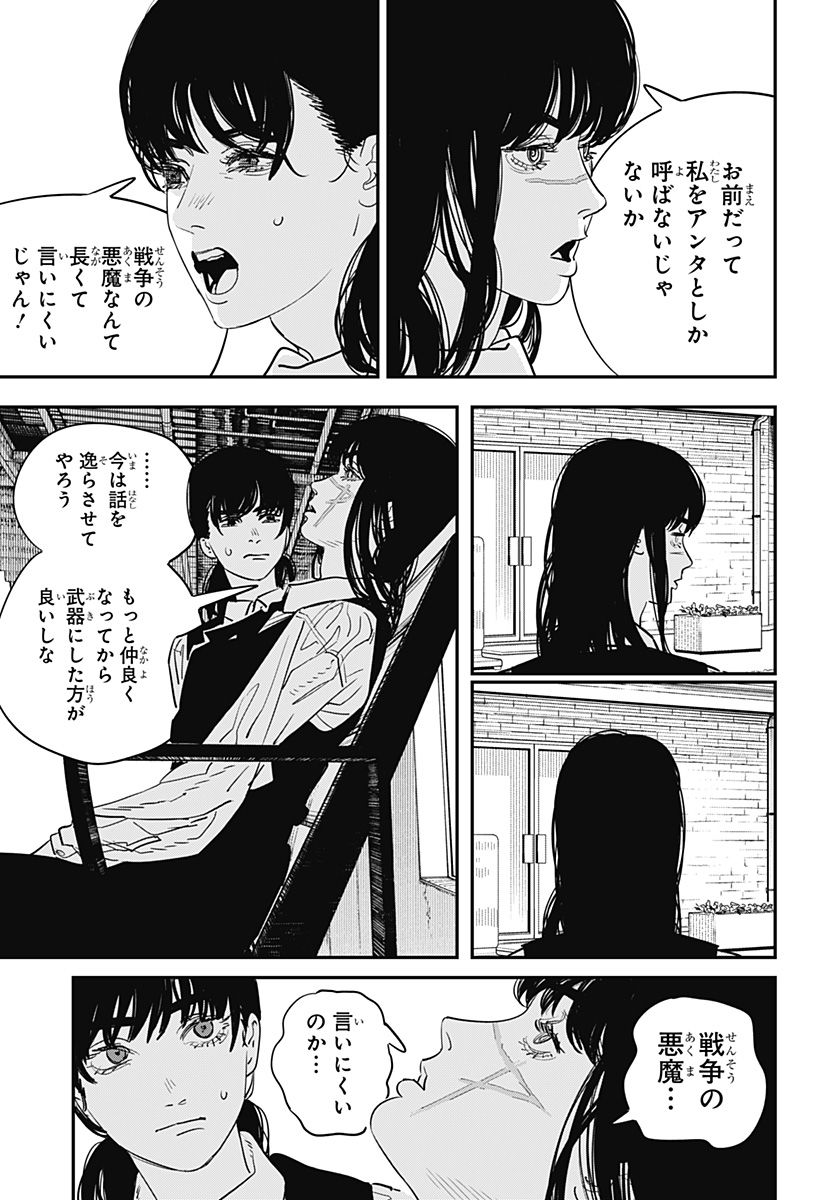 お前だって
私をアンタとしか
呼ばないじゃ
ないか
戦争の
悪魔なんて
長くて
言いにくい
じゃん！
……
今は話を
逸らさせて
やろう
もっと仲良く
なってから
武器にした方が
良いしな
戦争の
悪魔…
言いにくい
のか…